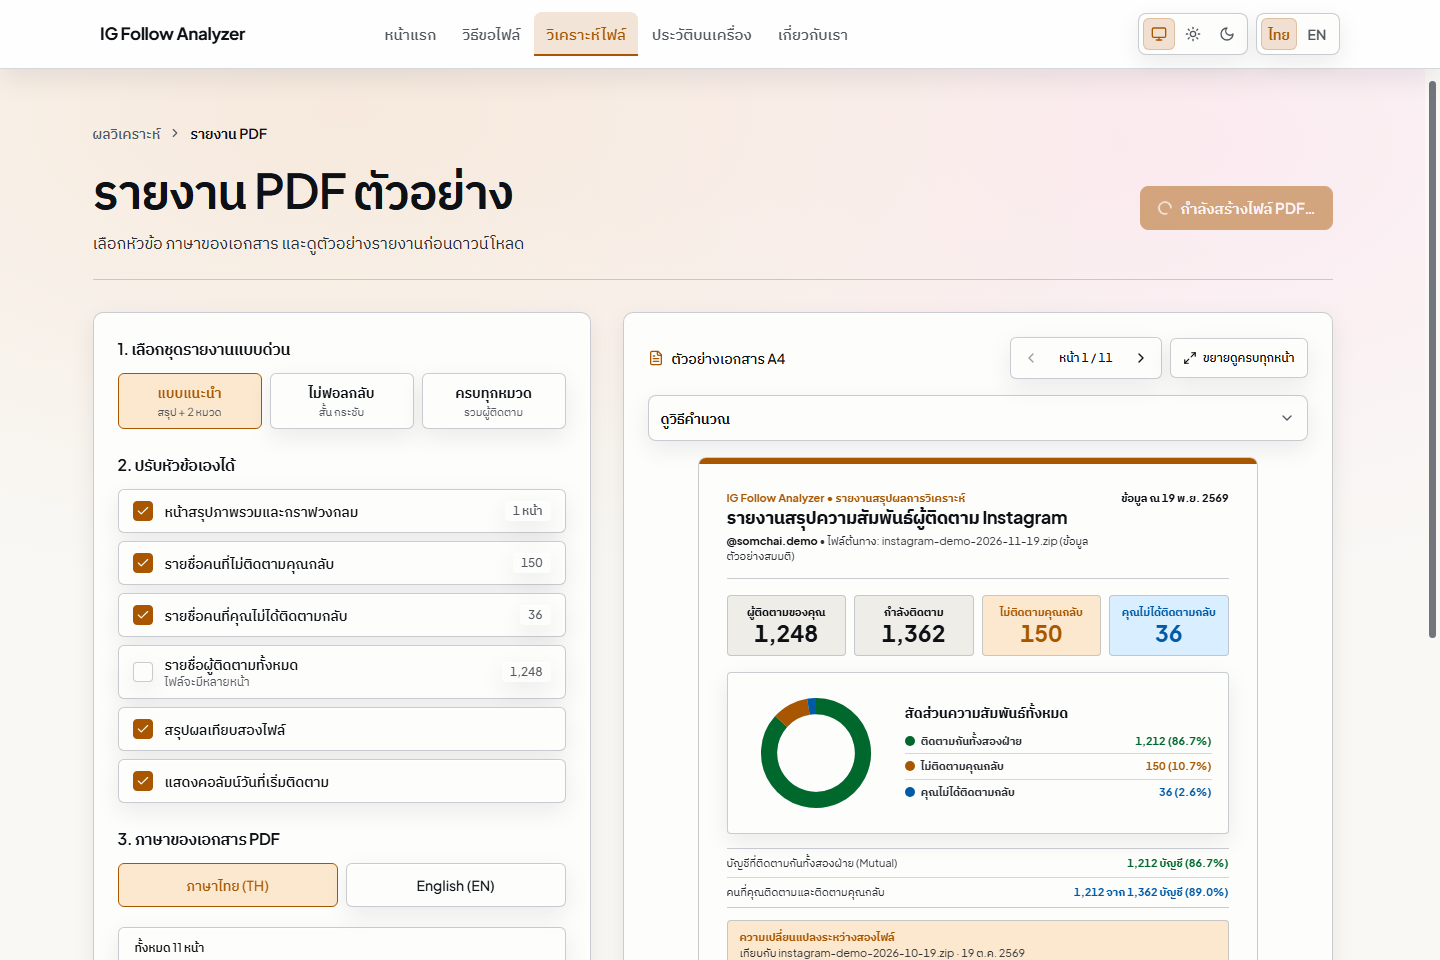 IG Follow Analyzer
หน้าแรก
วิธีขอไฟล์
วิเคราะห์ไฟล์
ประวัติบนเครื่อง
เกี่ยวกับเรา
ไทย
EN
ผลวิเคราะห์ > รายงาน PDF
รายงาน PDF ตัวอย่าง
เลือกหัวข้อ ภาษาของเอกสาร และดูตัวอย่างรายงานก่อนดาวน์โหลด
กำลังสร้างไฟล์ PDF…
1. เลือกชุดรายงานแบบด่วน
แบบแนะนำ
สรุป + 2 หมวด
ไม่ฟอลกลับ
สั้น กระชับ
ครบทุกหมวด
รวมผู้ติดตาม
2. ปรับหัวข้อเองได้
หน้าสรุปภาพรวมและกราฟวงกลม
1 หน้า
รายชื่อคนที่ไม่ติดตามคุณกลับ
150
รายชื่อคนที่คุณไม่ได้ติดตามกลับ
36
รายชื่อผู้ติดตามทั้งหมด
ไฟล์จะมีหลายหน้า
1,248
สรุปผลเทียบสองไฟล์
แสดงคอลัมน์วันที่เริ่มติดตาม
3. ภาษาของเอกสาร PDF
ภาษาไทย (TH)
English (EN)
ทั้งหมด 11 หน้า
ตัวอย่างเอกสาร A4
หน้า 1 / 11
ขยายดูครบทุกหน้า
ดูวิธีคำนวณ
IG Follow Analyzer • รายงานสรุปผลการวิเคราะห์
ข้อมูล ณ 19 พ.ย. 2569
รายงานสรุปความสัมพันธ์ผู้ติดตาม Instagram
@somchai.demo • ไฟล์ต้นทาง: instagram-demo-2026-11-19.zip (ข้อมูล
ตัวอย่างสมมติ)
ผู้ติดตามของคุณ
1,248
กำลังติดตาม
1,362
ไม่ติดตามคุณกลับ
150
คุณไม่ได้ติดตามกลับ
36
สัดส่วนความสัมพันธ์ทั้งหมด
ติดตามกันทั้งสองฝ่าย 1,212 (86.7%)
ไม่ติดตามคุณกลับ 150 (10.7%)
คุณไม่ได้ติดตามกลับ 36 (2.6%)
บัญชีที่ติดตามกันทั้งสองฝ่าย (Mutual) 1,212 บัญชี (86.7%)
คนที่คุณติดตามและติดตามคุณกลับ 1,212 จาก 1,362 บัญชี (89.0%)
ความเปลี่ยนแปลงระหว่างสองไฟล์
เทียบกับ instagram-demo-2026-10-19.zip · 19 ต.ค. 2569